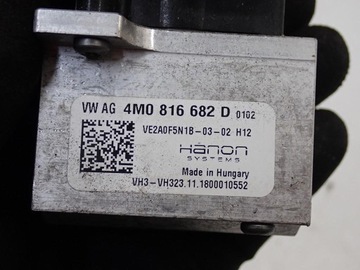 VW AG 4M0 816 682 D 0102
VE2A0F5N1B-03-02 H12
Hanon
SYSTEMS
Made in Hungary
VH3-VH323.11.1800010552